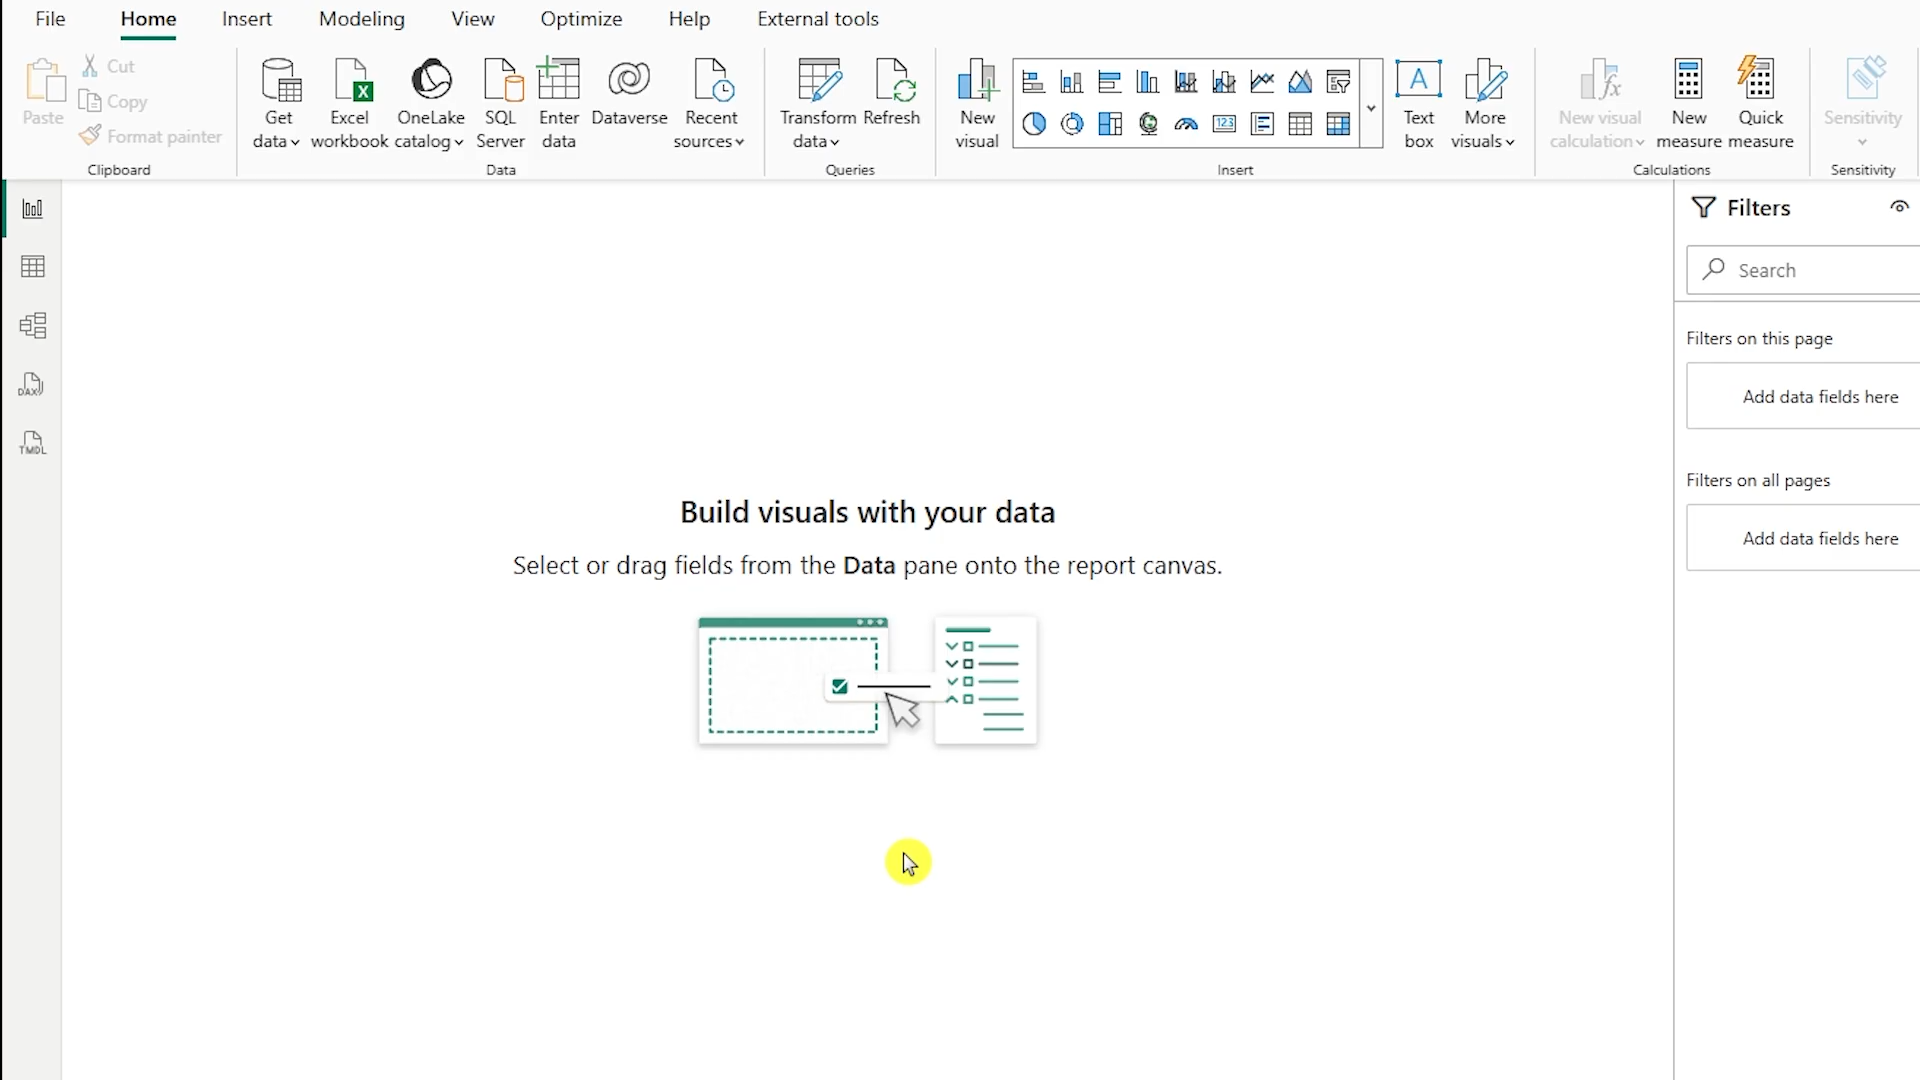 File Home Insert Modeling View Optimize Help External tools
Paste
Cut
Copy
Format painter
Clipboard
Get
data
Excel
workbook
OneLake
catalog
SQL
Server
Enter
data
Dataverse
Recent
sources
Data
Transform
data
Refresh
Queries
New
visual
123
Insert
A
Text
box
More
visuals
New visual
calculation
New
measure
Quick
measure
Calculations
Sensitivity
Sensitivity
DAX
TMDL
Build visuals with your data
Select or drag fields from the Data pane onto the report canvas.
Filters
Search
Filters on this page
Add data fields here
Filters on all pages
Add data fields here